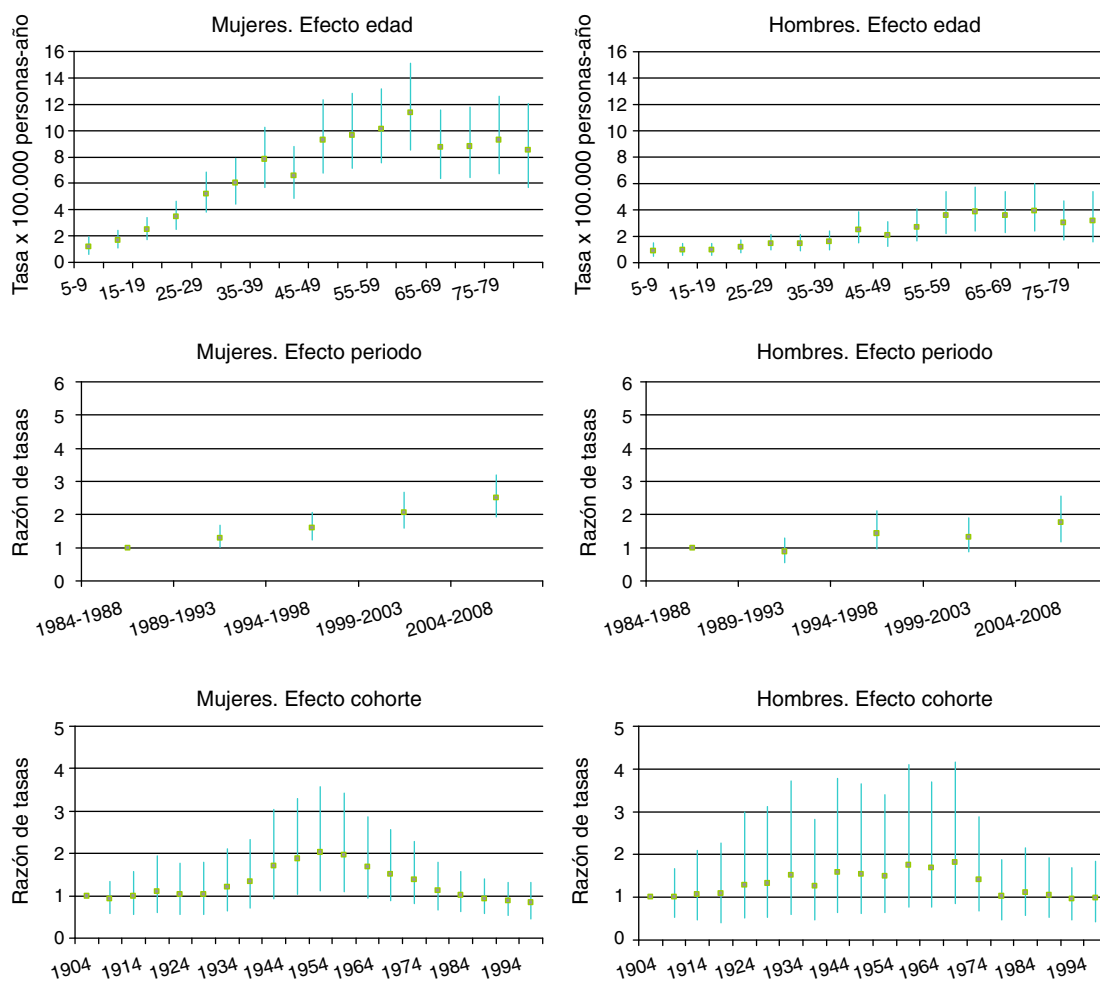 Mujeres. Efecto edad
Tasa x 100.000 personas-año
16
14
12
10
8
6
4
2
0
5-9 15-19 25-29 35-39 45-49 55-59 65-69 75-79
Hombres. Efecto edad
Tasa x 100.000 personas-año
16
14
12
10
8
6
4
2
0
5-9 15-19 25-29 35-39 45-49 55-59 65-69 75-79
Mujeres. Efecto periodo
Razón de tasas
6
5
4
3
2
1
0
1984-1988 1989-1993 1994-1998 1999-2003 2004-2008
Hombres. Efecto periodo
Razón de tasas
6
5
4
3
2
1
0
1984-1988 1989-1993 1994-1998 1999-2003 2004-2008
Mujeres. Efecto cohorte
Razón de tasas
5
4
3
2
1
0
1904 1914 1924 1934 1944 1954 1964 1974 1984 1994
Hombres. Efecto cohorte
Razón de tasas
5
4
3
2
1
0
1904 1914 1924 1934 1944 1954 1964 1974 1984 1994